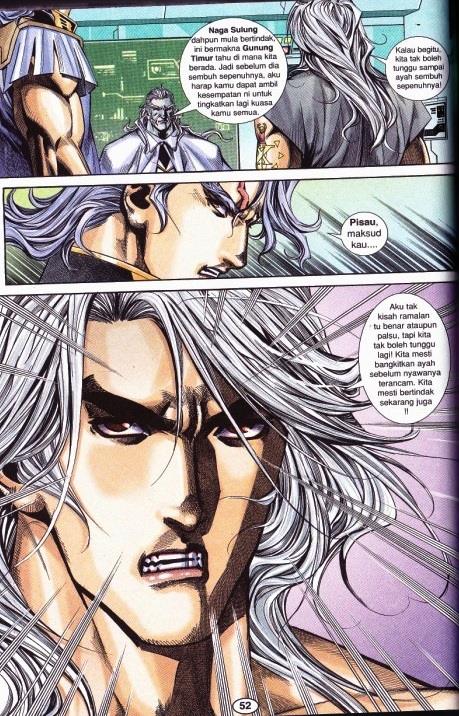 Naga Sulung
dahpun mula bertindak,
ini bermakna Gunung
Timur tahu di mana kita
berada. Jadi sebelum dia
sembuh sepenuhnya, aku
harap kamu dapat ambil
kesempatan ni untuk
tingkatkan lagi kuasa
kamu semua.
Kalau begitu,
kita tak boleh
tunggu sampai
ayah sembuh
sepenuhnya!
Pisau,
maksud
kau....
Aku tak
kisah ramalan
tu benar ataupun
palsu, tapi kita
tak boleh tunggu
lagi! Kita mesti
bangkitkan ayah
sebelum nyawanya
terancam. Kita
mesti bertindak
sekarang juga
!!
52